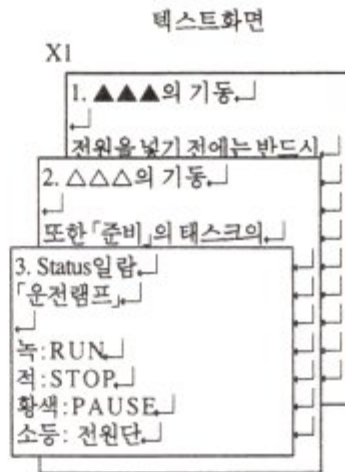 텍스트화면
X1
1. ▲▲▲의 기동↵
↵
전원을 넣기 전에는 반드시↵
2. △△△의 기동↵
↵
또한「준비」의 태스크의↵
3. Status일람↵
「운전램프」↵
↵
녹:RUN↵
적:STOP↵
황색:PAUSE↵
소등: 전원단↵